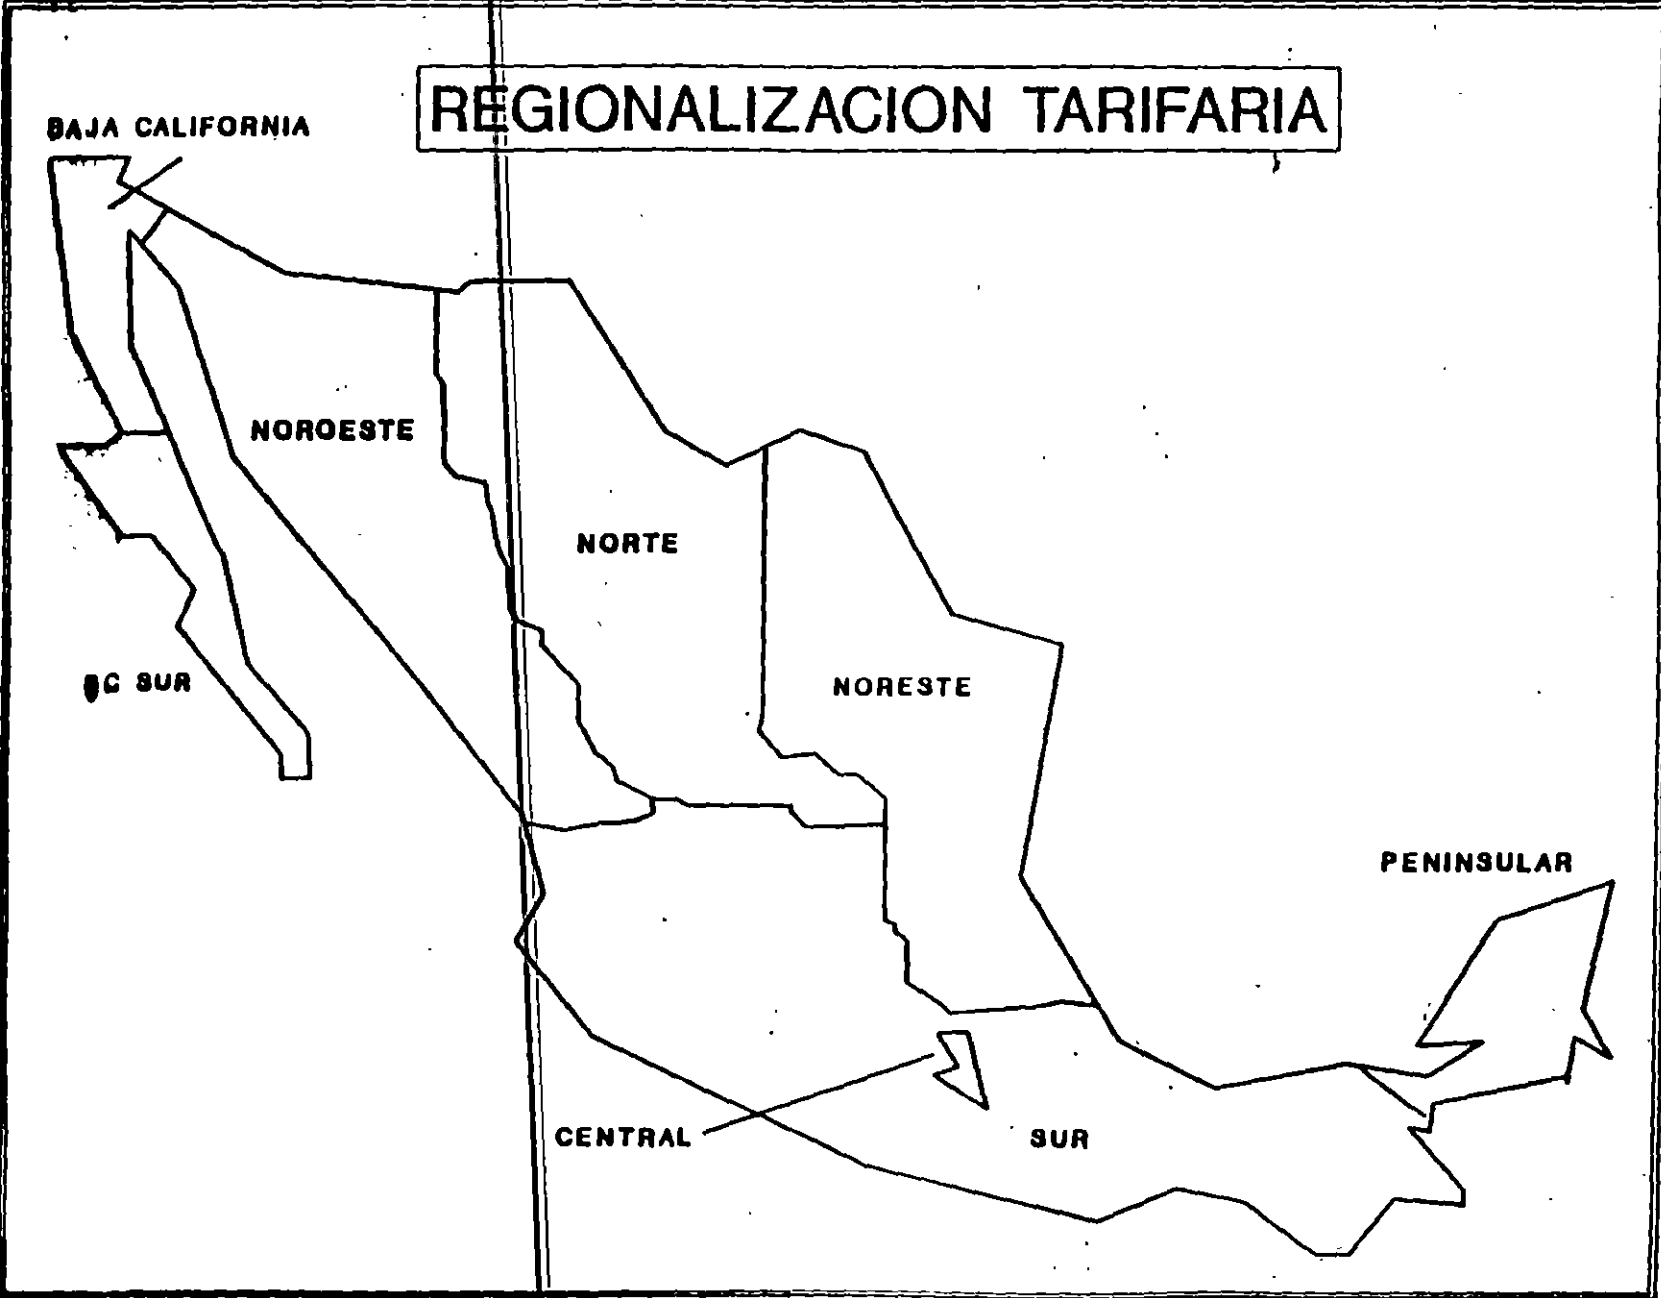 REGIONALIZACION TARIFARIA
BAJA CALIFORNIA
NOROESTE
NORTE
BC SUR
NORESTE
PENINSULAR
CENTRAL
SUR